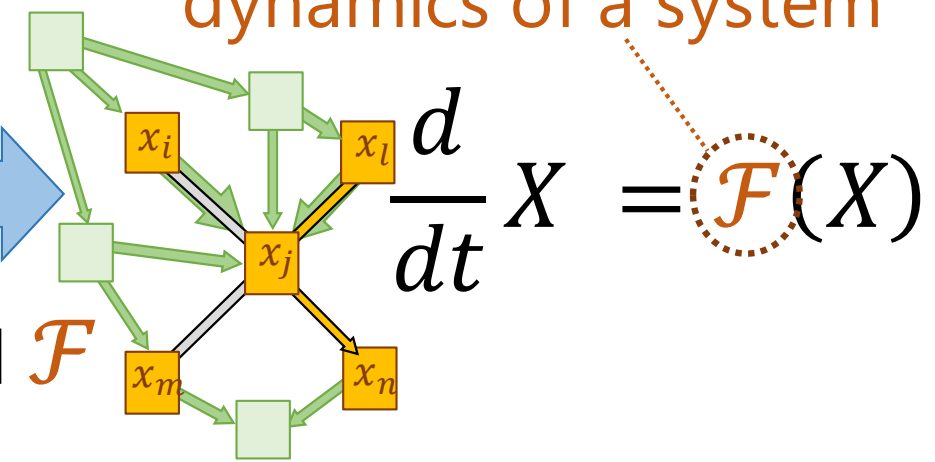 dynamics of a system
x_i
x_l
d/dt X = ℱ(X)
x_j
ℱ
x_m
x_n